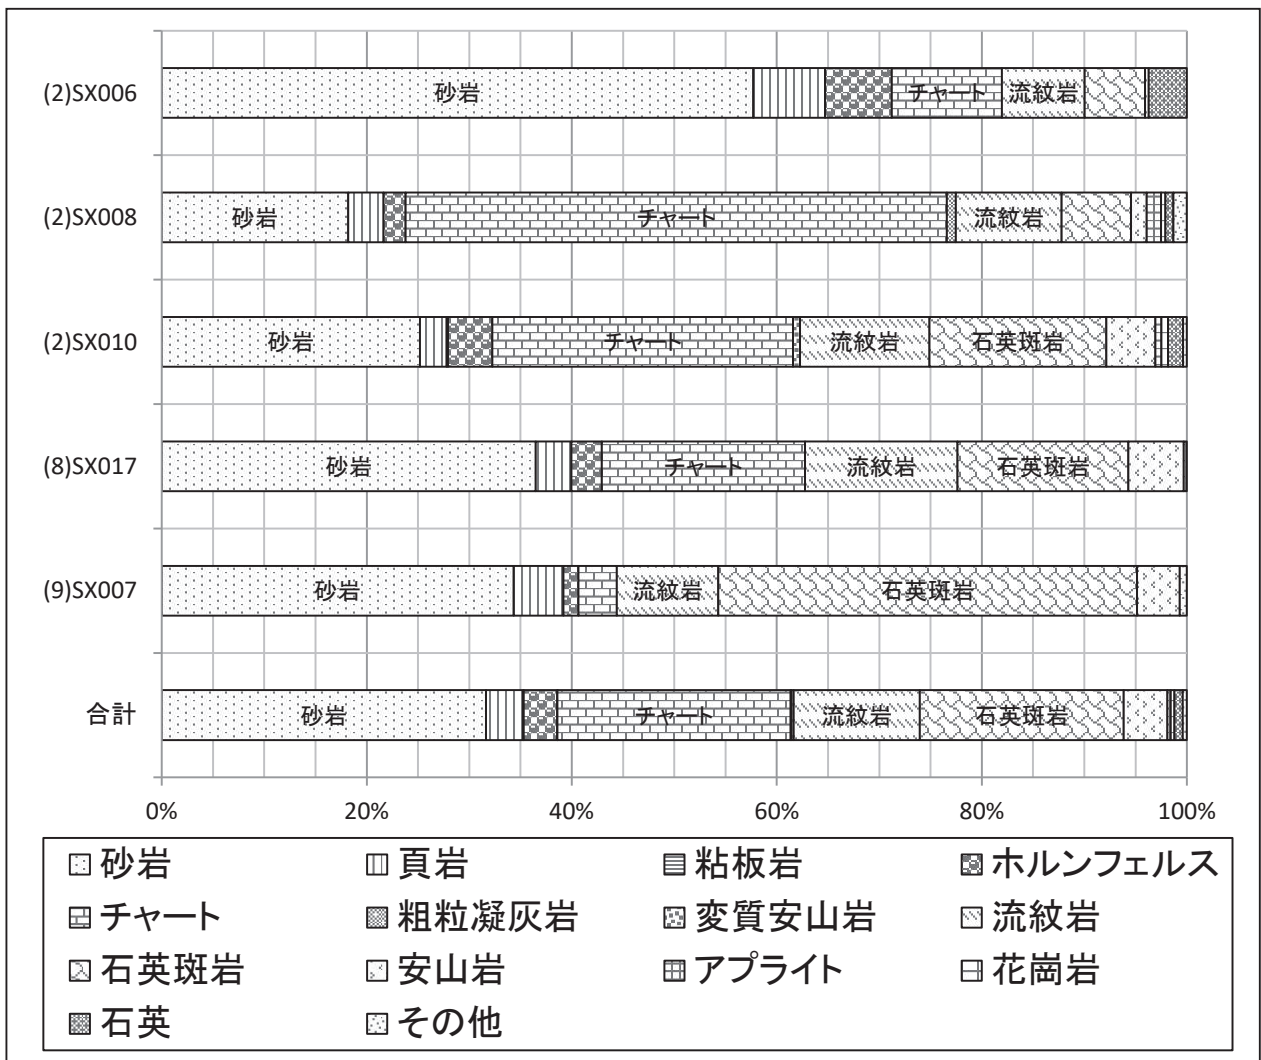 (2)SX006 砂岩 チャート 流紋岩
(2)SX008 砂岩 チャート 流紋岩
(2)SX010 砂岩 チャート 流紋岩 石英斑岩
(8)SX017 砂岩 チャート 流紋岩 石英斑岩
(9)SX007 砂岩 流紋岩 石英斑岩
合計 砂岩 チャート 流紋岩 石英斑岩
0% 20% 40% 60% 80% 100%
砂岩 頁岩 粘板岩 ホルンフェルス
チャート 粗粒凝灰岩 変質安山岩 流紋岩
石英斑岩 安山岩 アプライト 花崗岩
石英 その他